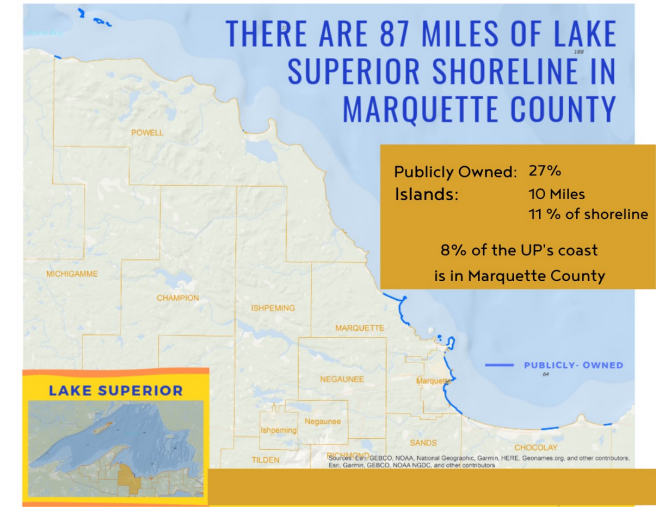 THERE ARE 87 MILES OF LAKE
SUPERIOR SHORELINE IN
MARQUETTE COUNTY
188
POWELL
Publicly Owned: 27%
Islands: 10 Miles
11 % of shoreline
8% of the UP's coast
is in Marquette County
MICHIGAMME
CHAMPION
ISHPEMING
MARQUETTE
PUBLICLY- OWNED
64
NEGAUNEE
Marquette
LAKE SUPERIOR
Negaunee
Ishpeming
SANDS
CHOCOLAY
TILDEN
RICHMOND
Sources: Esri, GEBCO, NOAA, National Geographic, Garmin, HERE, Geonames.org, and other contributors,
Esri, Garmin, GEBCO, NOAA NGDC, and other contributors